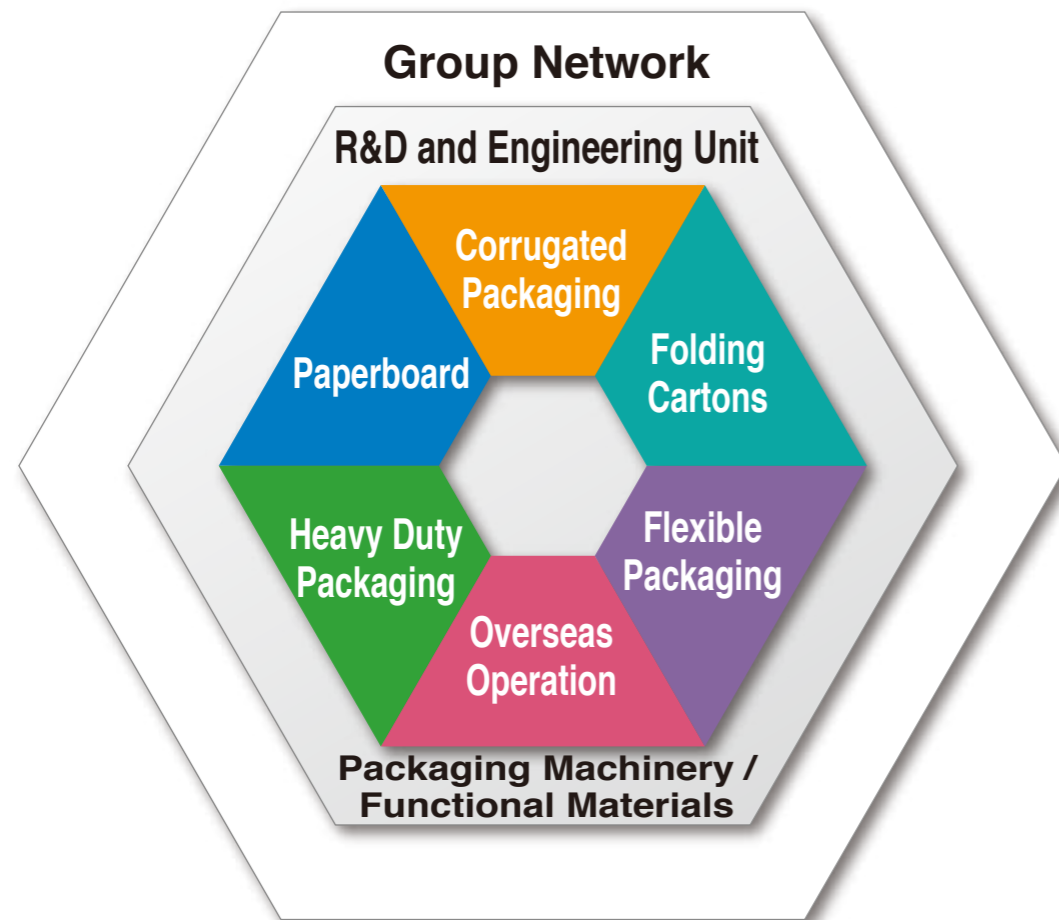 Group Network
R&D and Engineering Unit
Corrugated
Packaging
Folding
Cartons
Paperboard
Flexible
Packaging
Heavy Duty
Packaging
Overseas
Operation
Packaging Machinery /
Functional Materials